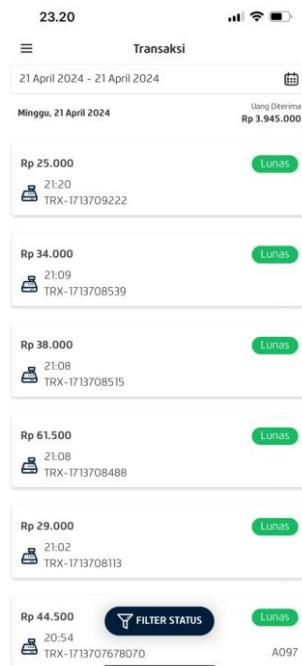 23.20
Transaksi
21 April 2024 - 21 April 2024
Minggu, 21 April 2024
Uang Diterima
Rp 3.945.000
Rp 25.000
Lunas
21:20
TRX-1713709222
Rp 34.000
Lunas
21:09
TRX-1713708539
Rp 38.000
Lunas
21:08
TRX-1713708515
Rp 61.500
Lunas
21:08
TRX-1713708488
Rp 29.000
Lunas
21:02
TRX-1713708113
Rp 44.500
FILTER STATUS
Lunas
20:54
TRX-1713707678070
A097